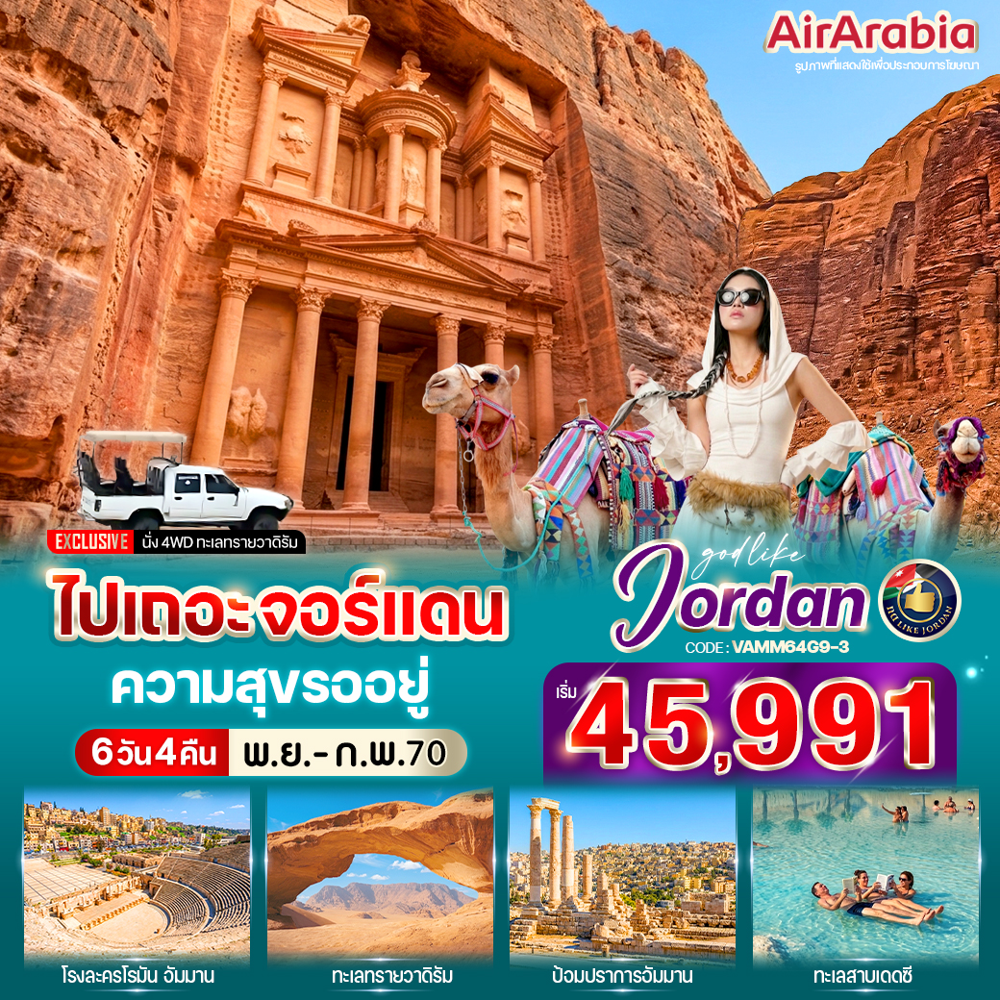 AirArabia
รูปภาพที่แสดงใช้เพื่อประกอบการโฆษณา
EXCLUSIVE นั่ง 4WD ทะเลทรายวาดิรัม
ไปเถอะจอร์แดน
ความสุขรออยู่
6 วัน 4 คืน พ.ย.- ก.พ.70
godlike
Jordan
กด LIKE JORDAN
CODE : VAMM64G9-3
เริ่ม 45,991
โรงละครโรมัน อัมมาน
ทะเลทรายวาดิรัม
ป้อมปราการอัมมาน
ทะเลสาบเดดซี